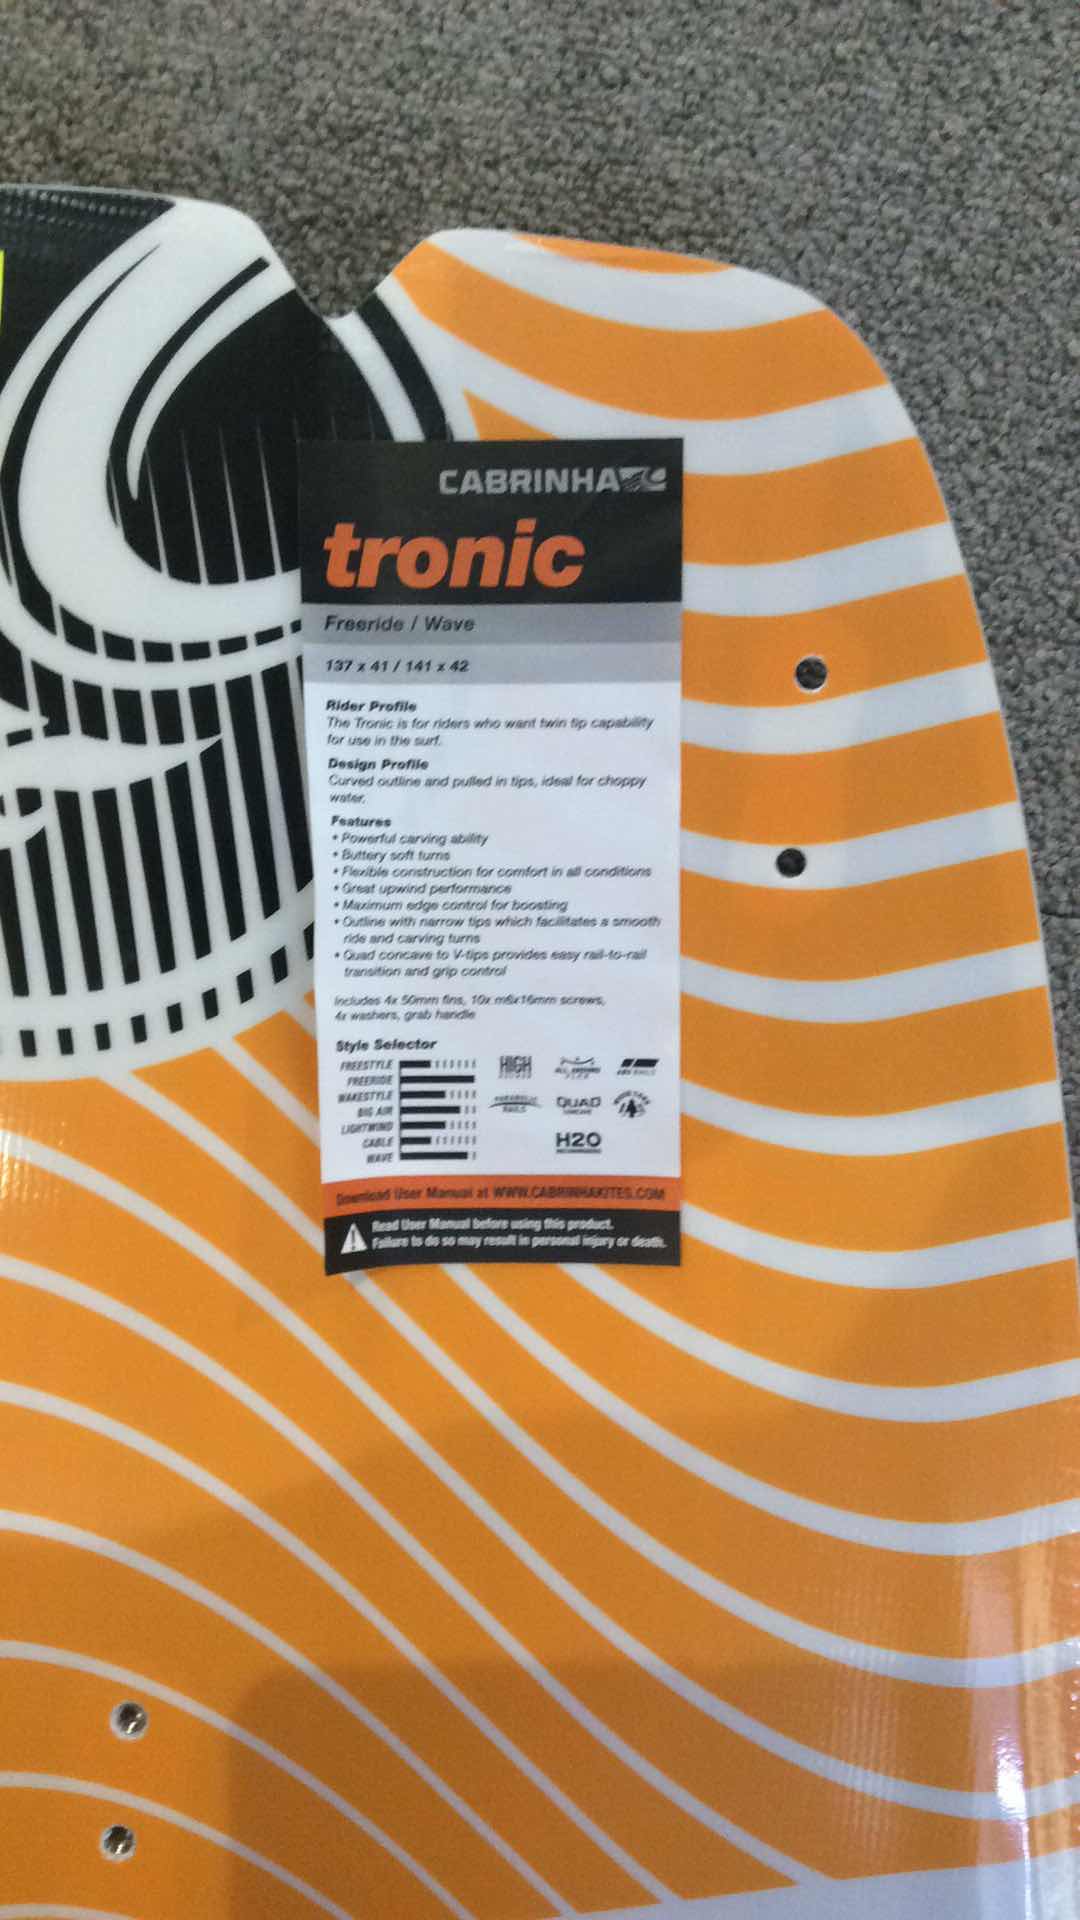 CABRINHA
tronic
Freeride / Wave
137 x 41 / 141 x 42
Rider Profile
The Tronic is for riders who want twin tip capability
for use in the surf.
Design Profile
Curved outline and pulled in tips, ideal for choppy
water.
Features
• Powerful carving ability
• Buttery soft turns
• Flexible construction for comfort in all conditions
• Great upwind performance
• Maximum edge control for boosting
• Outline with narrow tips which facilitates a smooth
ride and carving turns
• Quad concave to V-tips provides easy rail-to-rail
transition and grip control
Includes 4x 50mm fins, 10x m6x16mm screws,
4x washers, grab handle
Style Selector
FREESTYLE
FREERIDE
WAKESTYLE
BIG AIR
LIGHTWIND
CABLE
WAVE
HIGH
ALL AROUND
FLEX
PARABOLIC
RAILS
QUAD
CONCAVE
H2O
Download User Manual at WWW.CABRINHAKITES.COM
Read User Manual before using this product.
Failure to do so may result in personal injury or death.